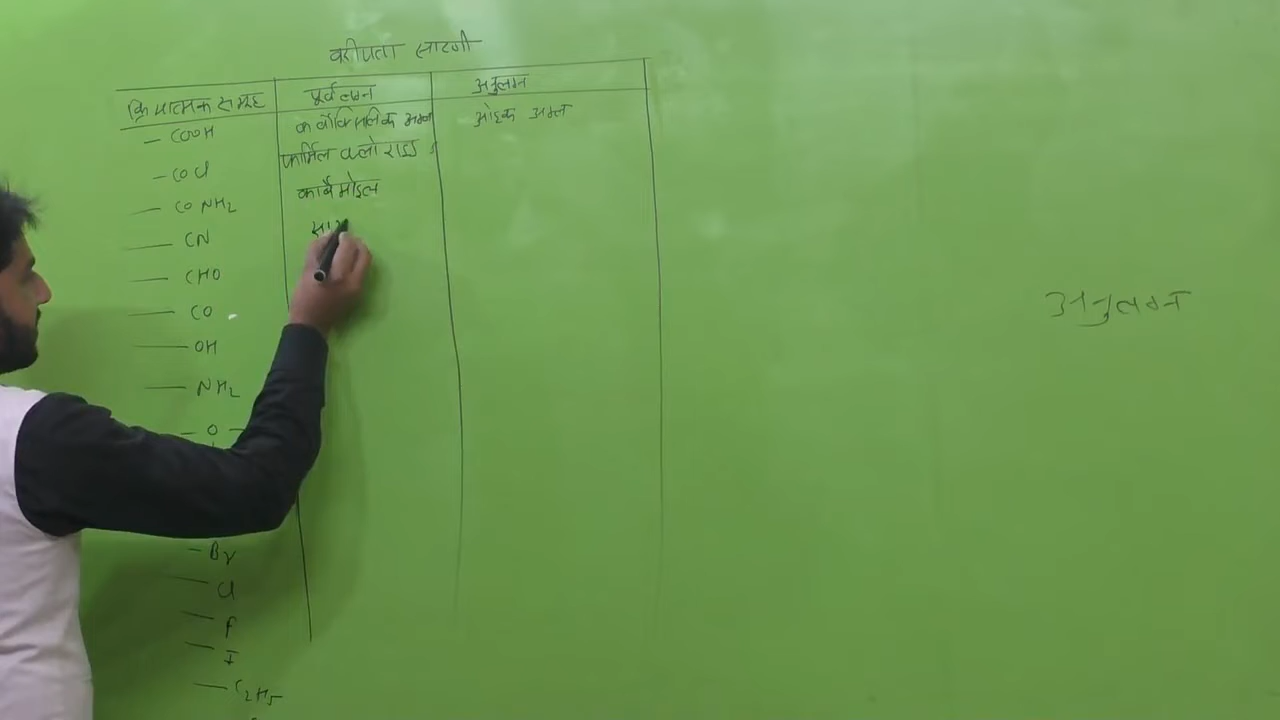 वरीयता सारणी
क्रियात्मक समूह पूर्वलग्न अनुलग्न
— COOH कार्बोक्सिलिक अम्ल ओइक अम्ल
— COCl फार्मिल क्लोराइड
— CONH₂ कार्बेमोइल
— CN साय
— CHO
— CO
— OH
— NH₂
— O —
— Br
— Cl
— F
— I
— C₂H₅
अनुलग्न